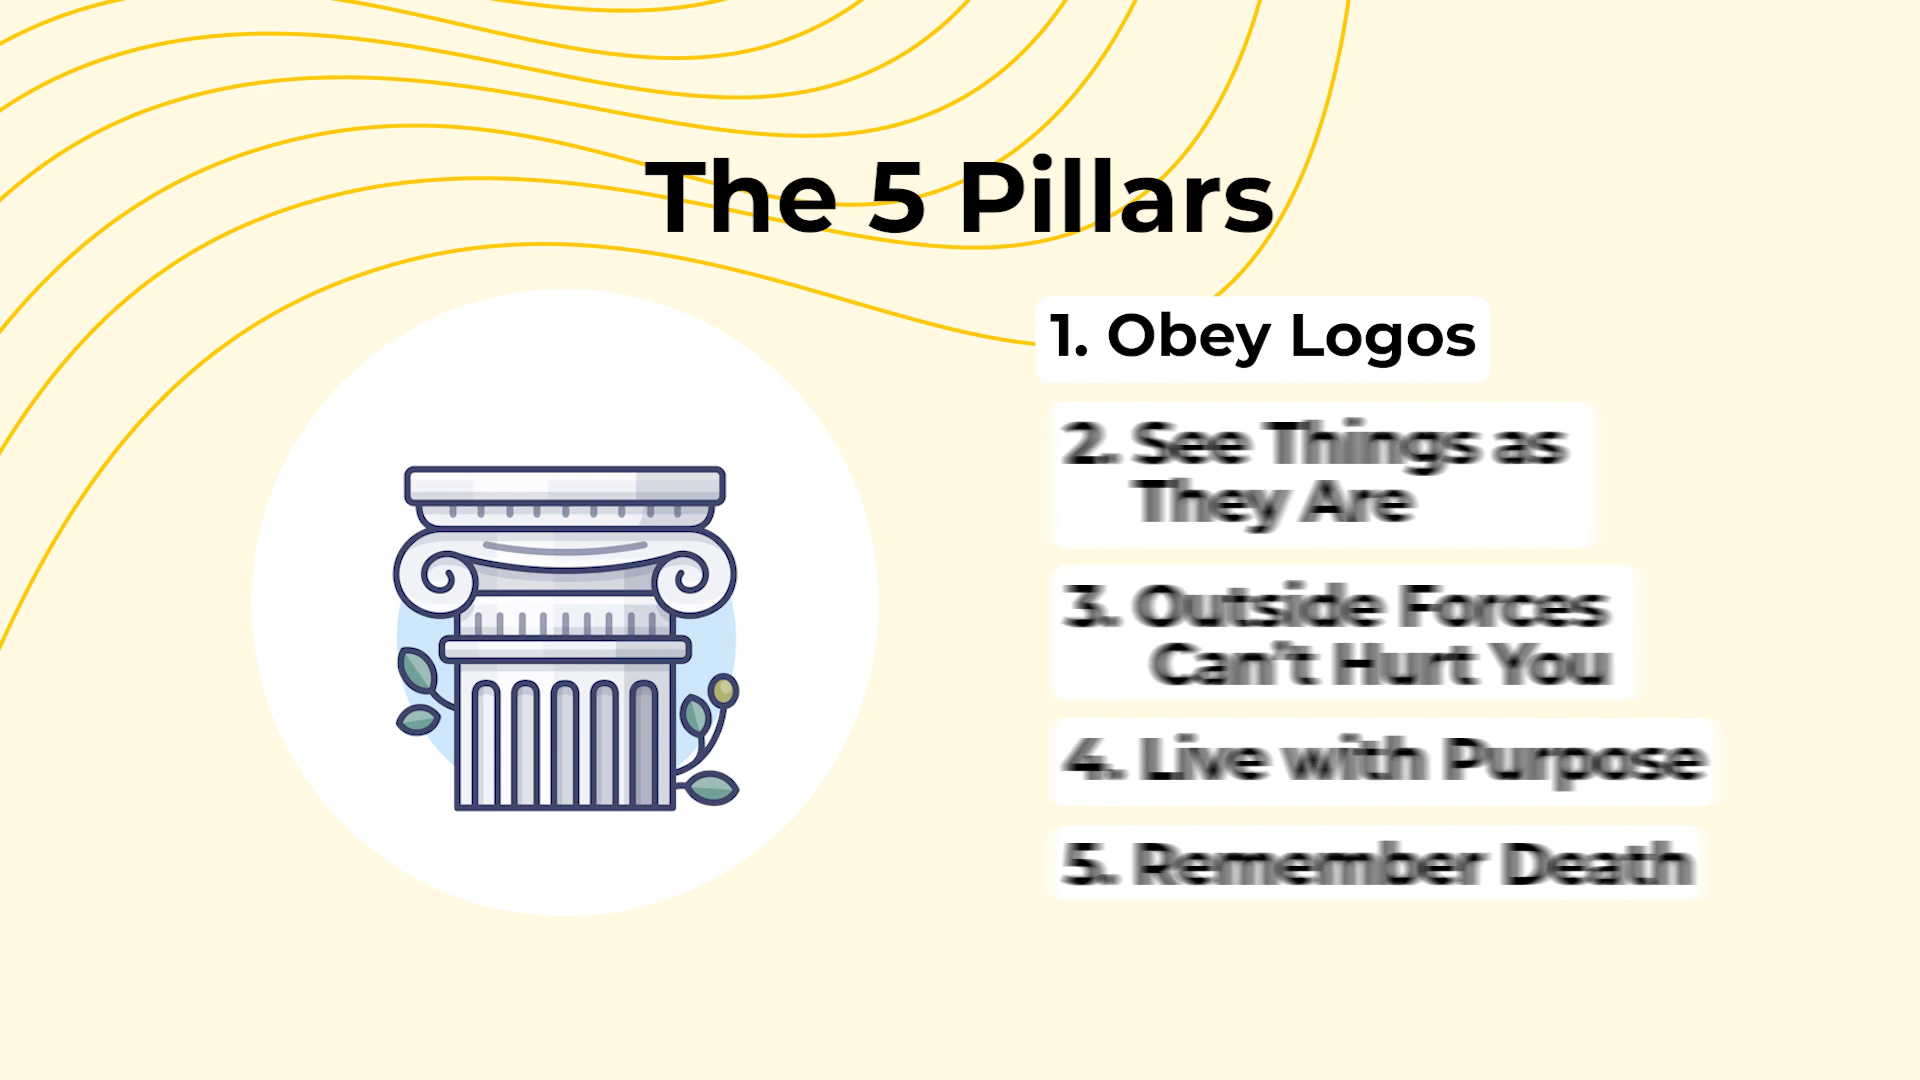 The 5 Pillars
1. Obey Logos
2. See Things as
They Are
3. Outside Forces
Can't Hurt You
4. Live with Purpose
5. Remember Death